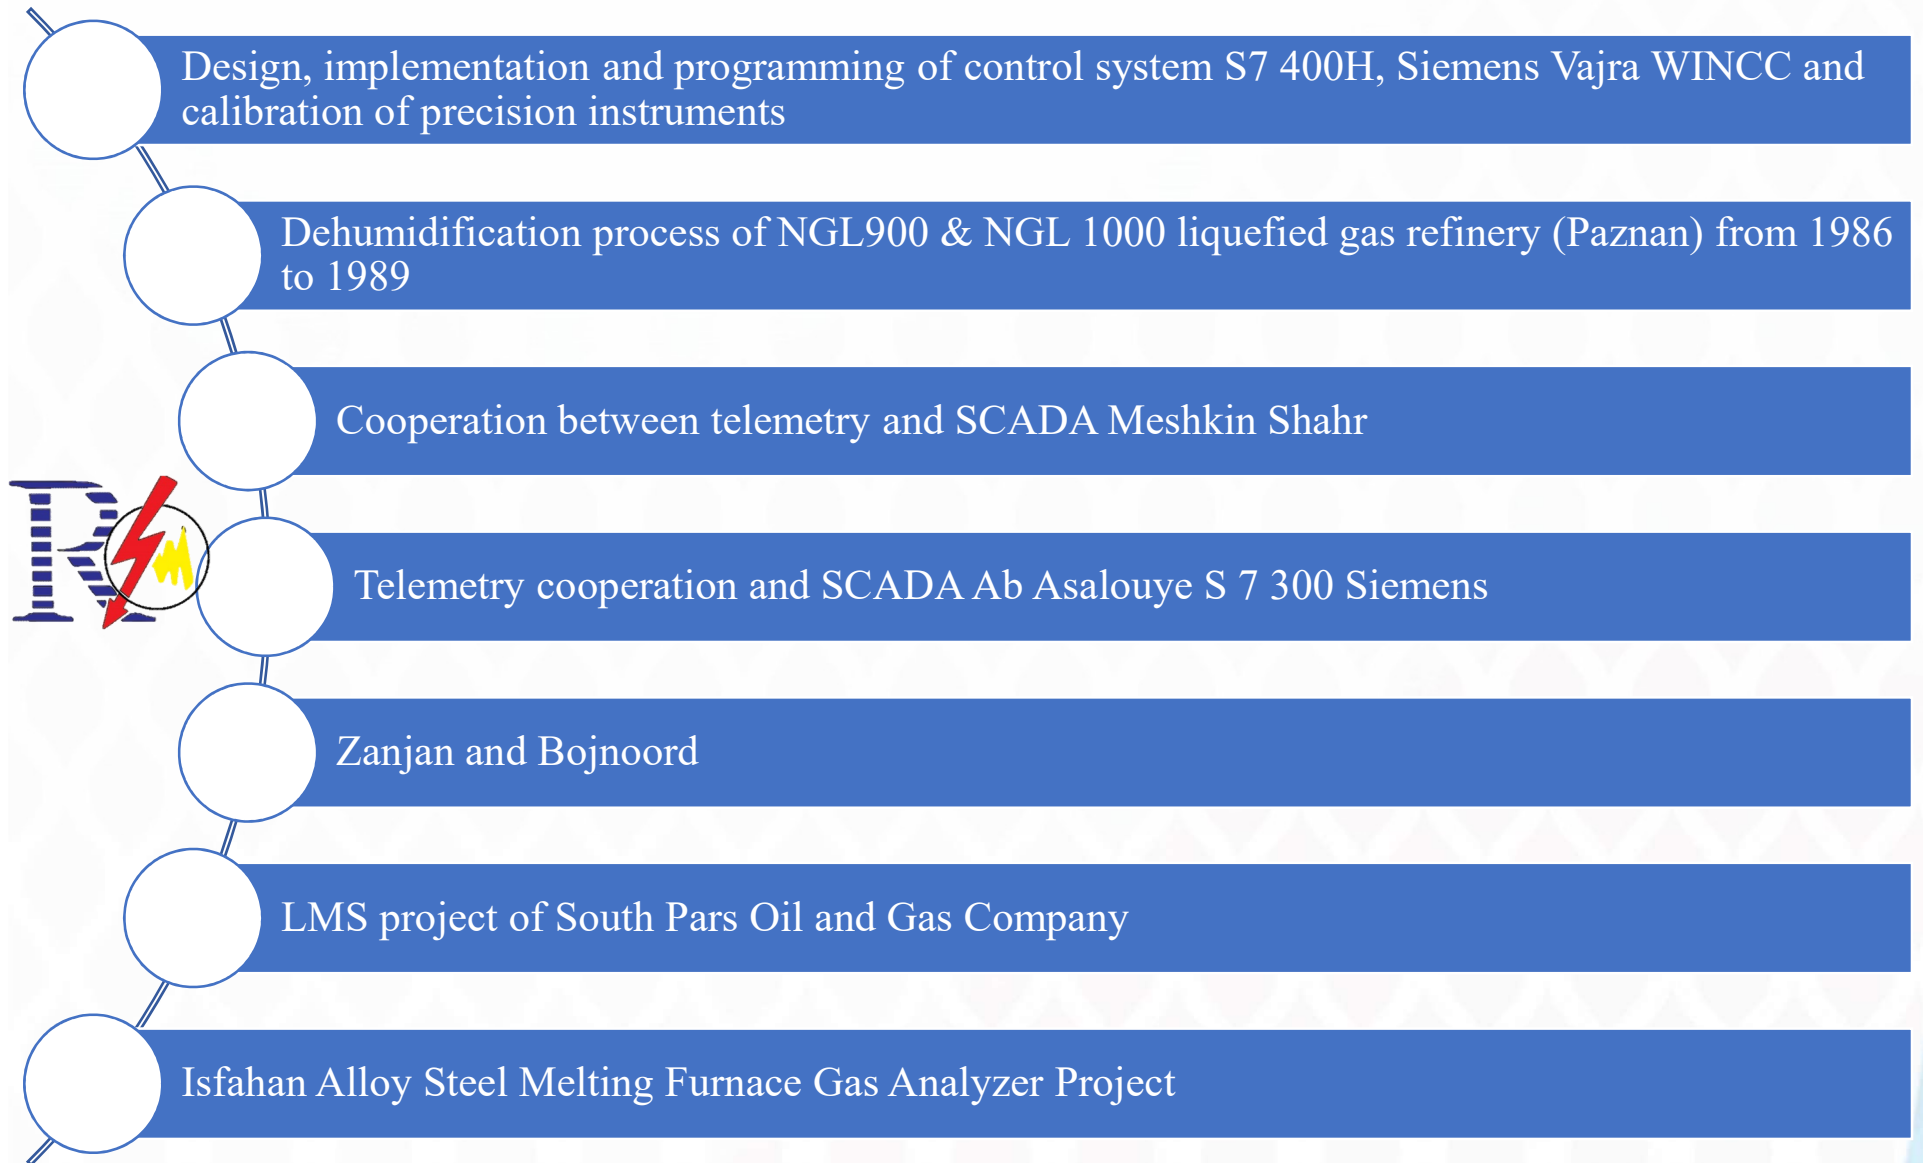 Design, implementation and programming of control system S7 400H, Siemens Vajra WINCC and
calibration of precision instruments
Dehumidification process of NGL900 & NGL 1000 liquefied gas refinery (Paznan) from 1986
to 1989
Cooperation between telemetry and SCADA Meshkin Shahr
R
Telemetry cooperation and SCADA Ab Asalouye S 7 300 Siemens
Zanjan and Bojnoord
LMS project of South Pars Oil and Gas Company
Isfahan Alloy Steel Melting Furnace Gas Analyzer Project